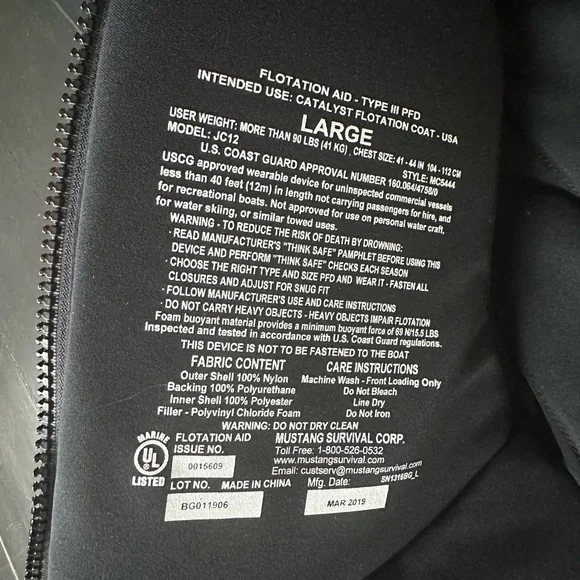 FLOTATION AID - TYPE III PFD
INTENDED USE: CATALYST FLOTATION COAT - USA
LARGE
USER WEIGHT: MORE THAN 90 LBS (41 KG) , CHEST SIZE: 41 - 44 IN 104 - 112 CM
MODEL: JC12 STYLE: MC5444
U.S. COAST GUARD APPROVAL NUMBER 160.064/4758/0
USCG approved wearable device for uninspected commercial vessels
less than 40 feet (12m) in length not carrying passengers for hire, and
for recreational boats. Not approved for use on personal water craft,
for water skiing, or similar towed uses.
WARNING - TO REDUCE THE RISK OF DEATH BY DROWNING:
· READ MANUFACTURER'S "THINK SAFE" PAMPHLET BEFORE USING THIS
DEVICE AND PERFORM "THINK SAFE" CHECKS EACH SEASON
· CHOOSE THE RIGHT TYPE AND SIZE PFD AND WEAR IT - FASTEN ALL
CLOSURES AND ADJUST FOR SNUG FIT
· FOLLOW MANUFACTURER'S USE AND CARE INSTRUCTIONS
· DO NOT CARRY HEAVY OBJECTS - HEAVY OBJECTS IMPAIR FLOTATION
Foam buoyant material provides a minimum buoyant force of 69 N/15.5 LBS
Inspected and tested in accordance with U.S. Coast Guard regulations.
THIS DEVICE IS NOT TO BE FASTENED TO THE BOAT
FABRIC CONTENT CARE INSTRUCTIONS
Outer Shell 100% Nylon Machine Wash - Front Loading Only
Backing 100% Polyurethane Do Not Bleach
Inner Shell 100% Polyester Line Dry
Filler - Polyvinyl Chloride Foam Do Not Iron
WARNING: DO NOT DRY CLEAN
MARINE
UL
LISTED
FLOTATION AID
ISSUE NO.
0015609
MUSTANG SURVIVAL CORP.
Toll Free: 1-800-526-0532
www.mustangsurvival.com
Email: custserv@mustangsurvival.com
LOT NO. MADE IN CHINA Mfg. Date: SN1316BG_L
BG011906 MAR 2019